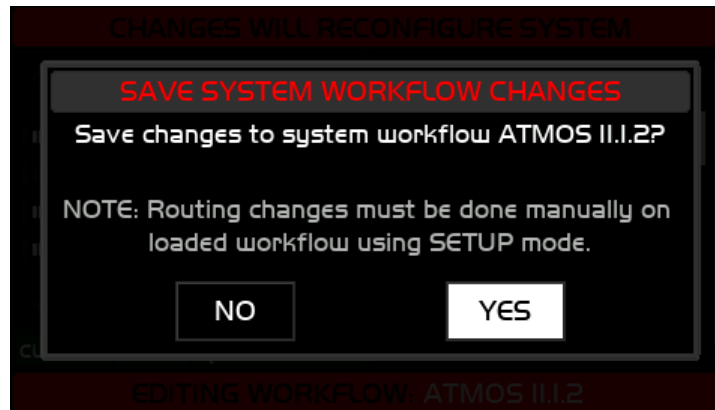 CHANGES WILL RECONFIGURE SYSTEM
SAVE SYSTEM WORKFLOW CHANGES
Save changes to system workflow ATMOS 11.1.2?
NOTE: Routing changes must be done manually on
loaded workflow using SETUP mode.
NO
YES
EDITING WORKFLOW: ATMOS 11.1.2